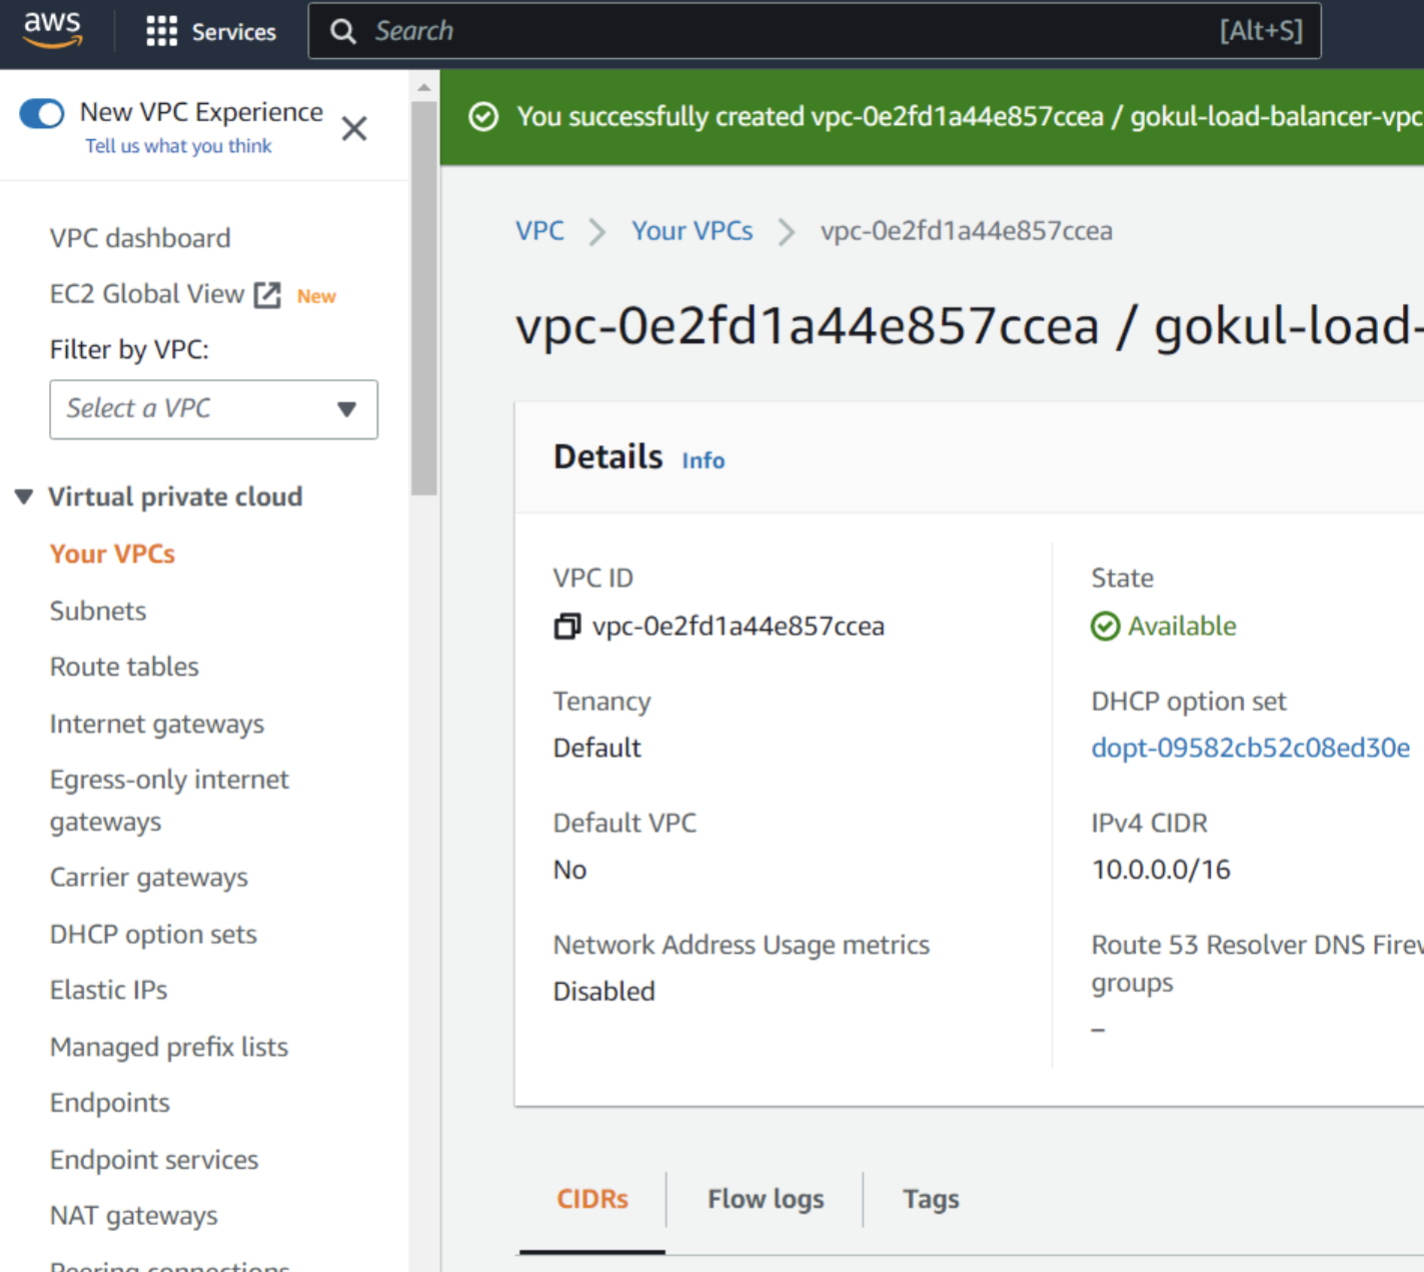 aws
Services
Search
[Alt+S]
New VPC Experience
Tell us what you think
VPC dashboard
EC2 Global View New
Filter by VPC:
Select a VPC
Virtual private cloud
Your VPCs
Subnets
Route tables
Internet gateways
Egress-only internet
gateways
Carrier gateways
DHCP option sets
Elastic IPs
Managed prefix lists
Endpoints
Endpoint services
NAT gateways
Peering connections
You successfully created vpc-0e2fd1a44e857ccea / gokul-load-balancer-vpc
VPC
Your VPCs
vpc-0e2fd1a44e857ccea
vpc-0e2fd1a44e857ccea / gokul-load-
Details Info
VPC ID
vpc-0e2fd1a44e857ccea
State
Available
Tenancy
Default
DHCP option set
dopt-09582cb52c08ed30e
Default VPC
No
IPv4 CIDR
10.0.0.0/16
Network Address Usage metrics
Disabled
Route 53 Resolver DNS
groups
–
CIDRs
Flow logs
Tags